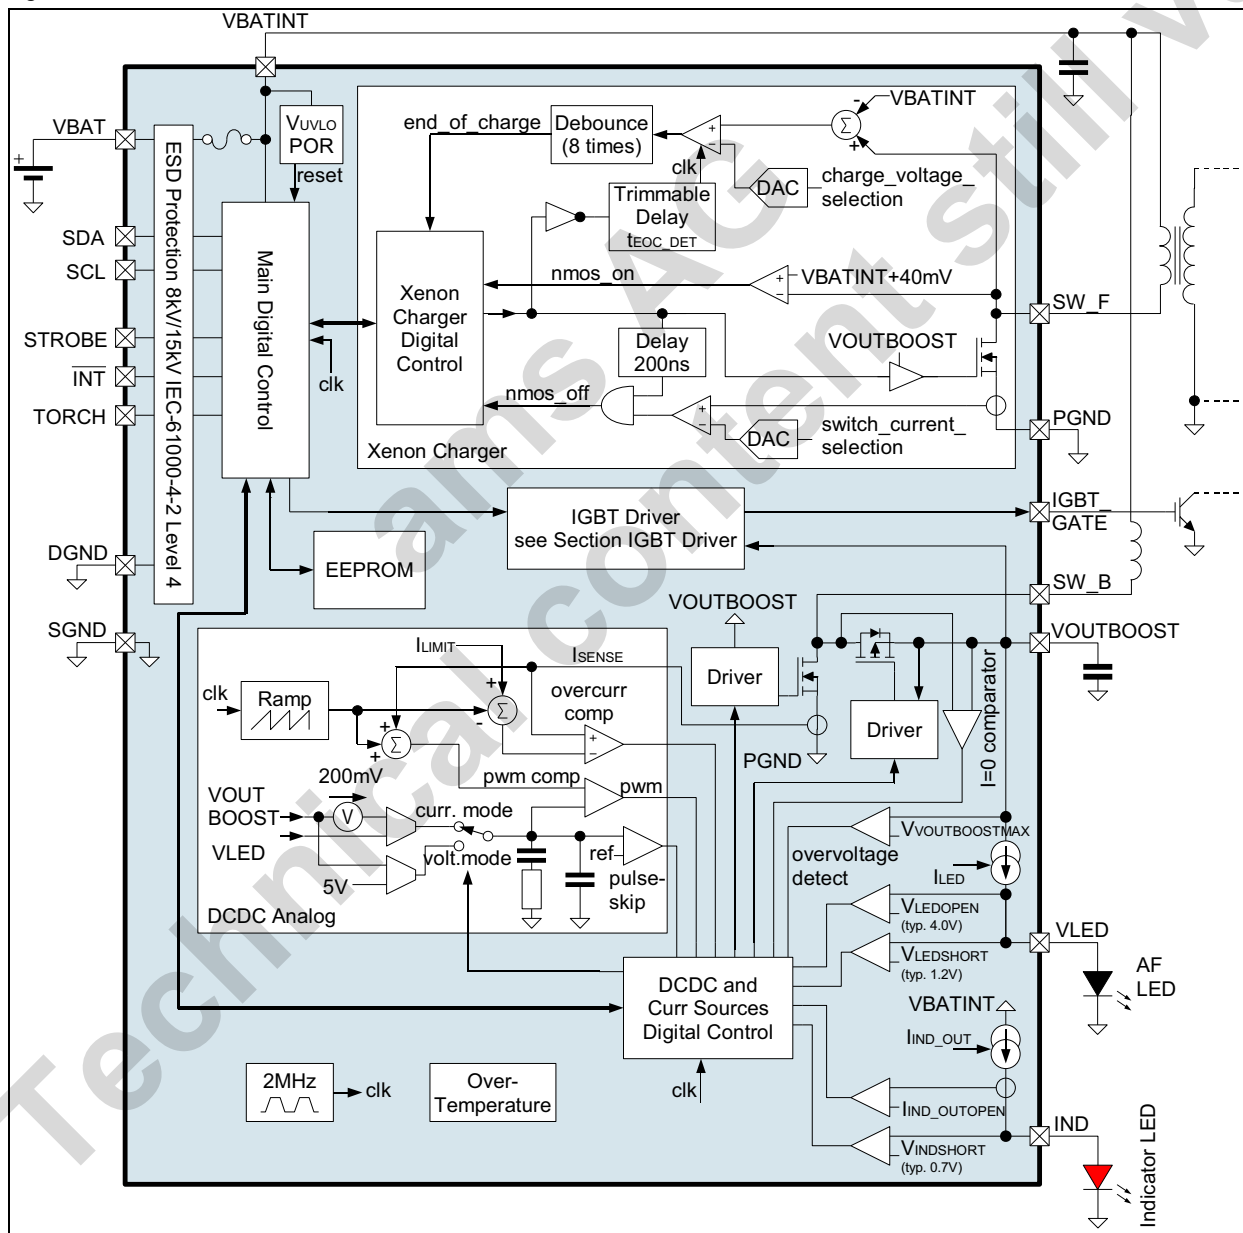 VBATINT
VBAT
+
VUVLO
POR
reset
ESD Protection 8kV/15kV IEC-61000-4-2 Level 4
SDA
SCL
STROBE
INT
TORCH
DGND
SGND
Main Digital Control
clk
end_of_charge
Debounce
(8 times)
clk
+
−
Σ
-
+
VBATINT
DAC
charge_voltage_
selection
Trimmable
Delay
tEOC_DET
Xenon
Charger
Digital
Control
nmos_on
+
−
VBATINT+40mV
Delay
200ns
VOUTBOOST
nmos_off
+
−
DAC
switch_current_
selection
Xenon Charger
SW_F
PGND
IGBT_
GATE
SW_B
VOUTBOOST
IGBT Driver
see Section IGBT Driver
EEPROM
VOUTBOOST
Driver
PGND
Driver
I=0 comparator
ILIMIT
ISENSE
clk
Ramp
+
Σ
-
+
+
Σ
overcurr
comp
+
−
200mV
VOUT
BOOST
V
VLED
5V
curr. mode
volt.mode
pwm comp
pwm
ref
pulse-
skip
DCDC Analog
VVOUTBOOSTMAX
overvoltage
detect
ILED
VLEDOPEN
(typ. 4.0V)
VLEDSHORT
(typ. 1.2V)
VLED
AF
LED
DCDC and
Curr Sources
Digital Control
clk
VBATINT
IIND_OUT
IIND_OUTOPEN
VINDSHORT
(typ. 0.7V)
IND
Indicator LED
2MHz
clk
Over-
Temperature
ams AG
Technical content still v